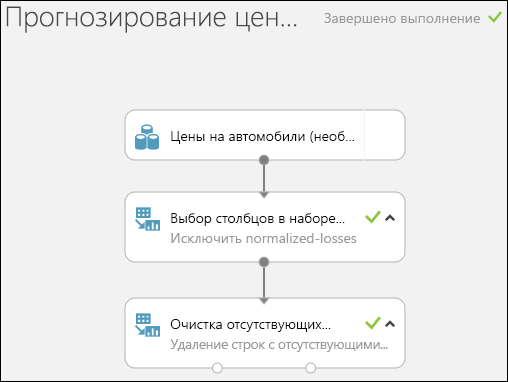 Прогнозирование цен...
Завершено выполнение
Цены на автомобили (необ...
Выбор столбцов в наборе...
Исключить normalized-losses
Очистка отсутствующих...
Удаление строк с отсутствующими...